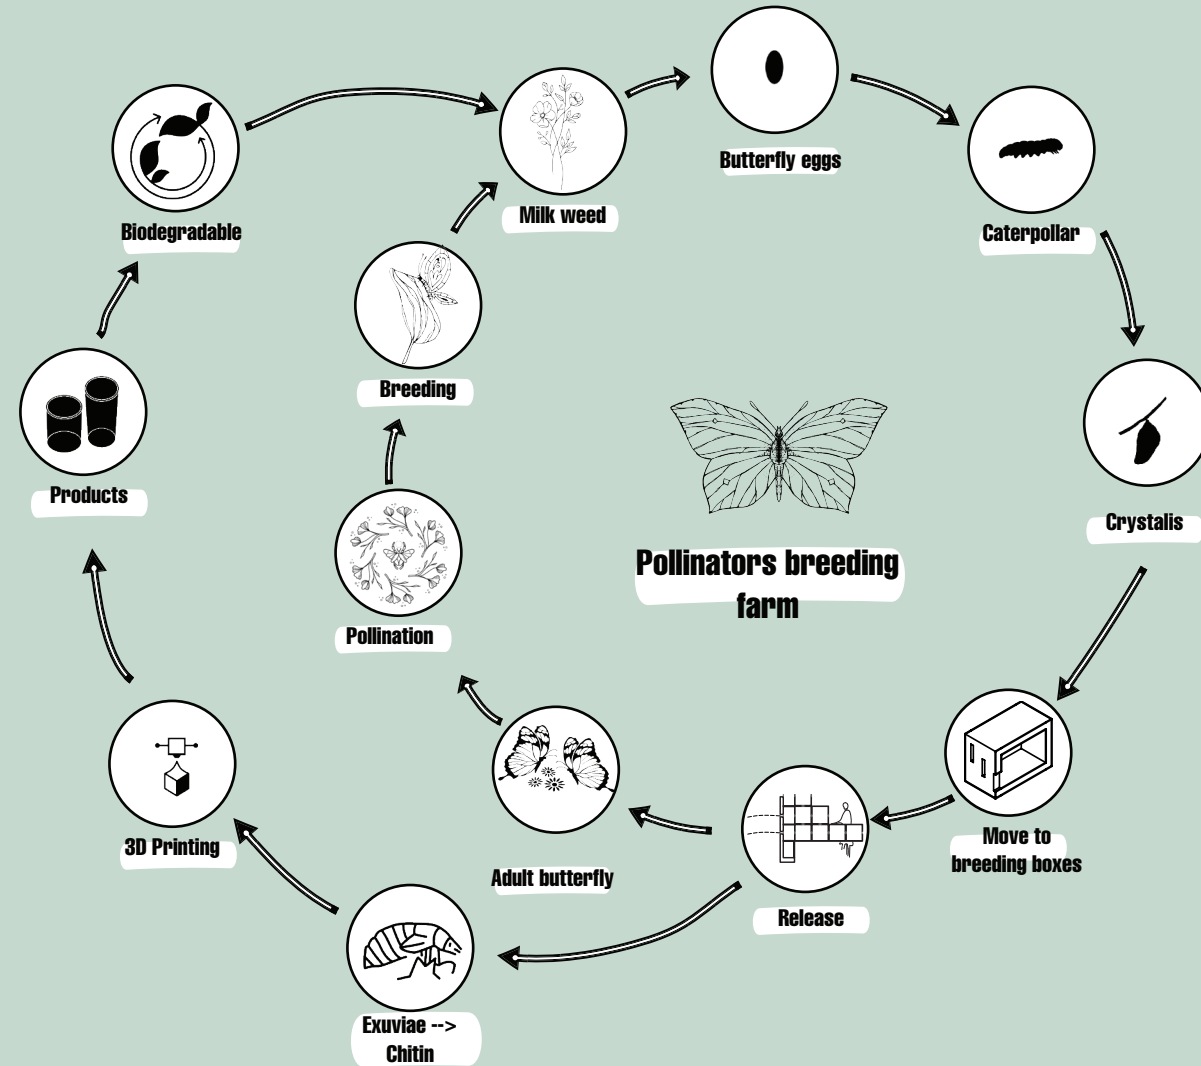 Butterfly eggs
Milk weed
Biodegradable
Caterpollar
Breeding
Products
Crystalis
Pollinators breeding
farm
Pollination
3D Printing
Move to
breeding boxes
Adult butterfly
Release
Exuviae -->
Chitin